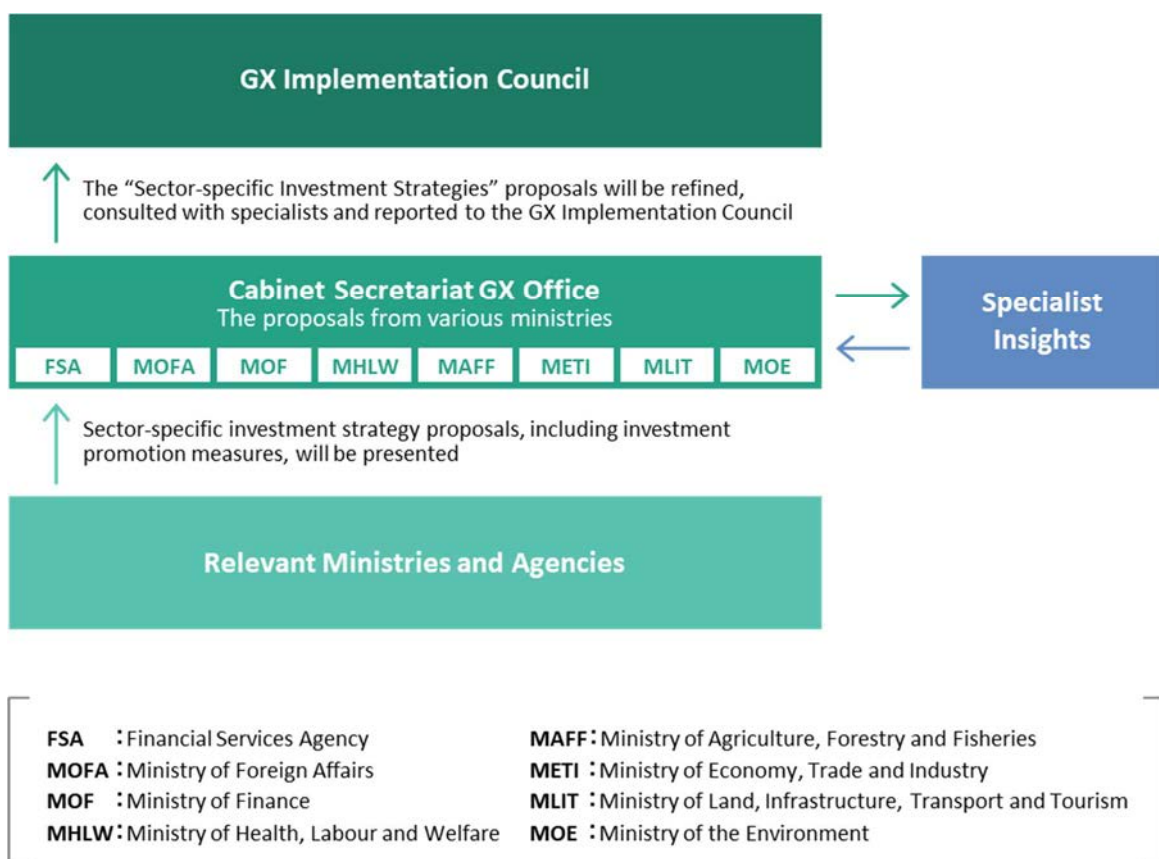 GX Implementation Council
The “Sector-specific Investment Strategies” proposals will be refined,
consulted with specialists and reported to the GX Implementation Council
Cabinet Secretariat GX Office
The proposals from various ministries
FSA MOFA MOF MHLW MAFF METI MLIT MOE
Specialist
Insights
Sector-specific investment strategy proposals, including investment
promotion measures, will be presented
Relevant Ministries and Agencies
FSA :Financial Services Agency
MOFA :Ministry of Foreign Affairs
MOF :Ministry of Finance
MHLW:Ministry of Health, Labour and Welfare
MAFF:Ministry of Agriculture, Forestry and Fisheries
METI :Ministry of Economy, Trade and Industry
MLIT :Ministry of Land, Infrastructure, Transport and Tourism
MOE :Ministry of the Environment